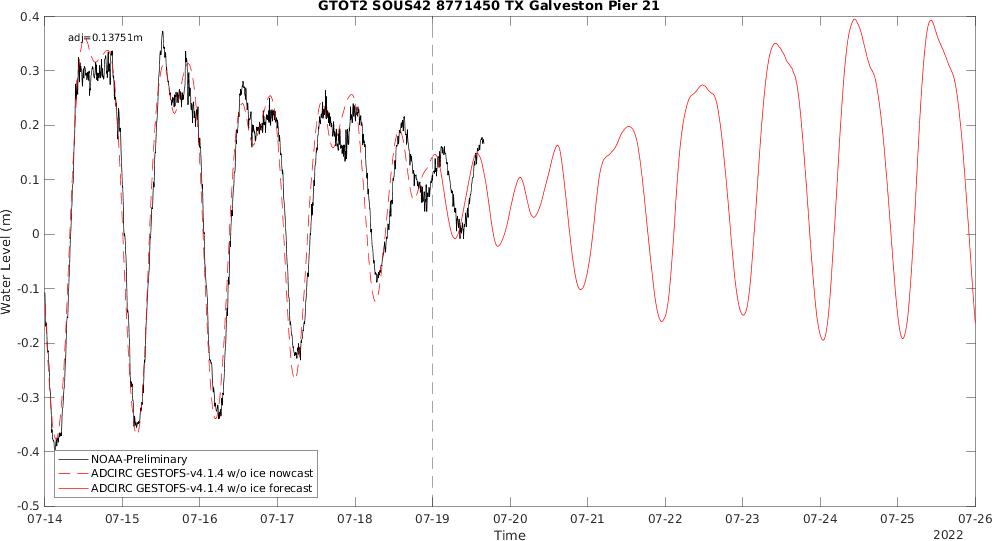 GTOT2 SOUS42 8771450 TX Galveston Pier 21
adj=0.13751m
0.4
0.3
0.2
0.1
0
-0.1
-0.2
-0.3
-0.4
-0.5
Water Level (m)
NOAA-Preliminary
ADCIRC GESTOFS-v4.1.4 w/o ice nowcast
ADCIRC GESTOFS-v4.1.4 w/o ice forecast
07-14 07-15 07-16 07-17 07-18 07-19 07-20 07-21 07-22 07-23 07-24 07-25 07-26
Time
2022